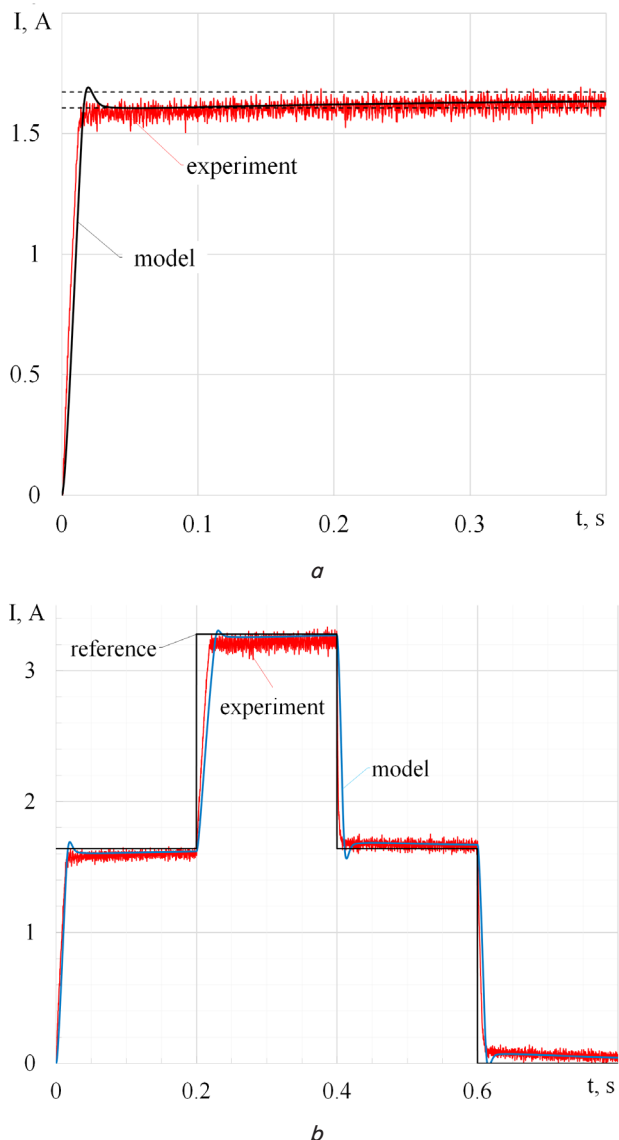 I, A
1.5
experiment
1
model
0.5
0
0 0.1 0.2 0.3 t, s
a
I, A
reference
3
experiment
model
2
1
0
0 0.2 0.4 0.6 t, s
b